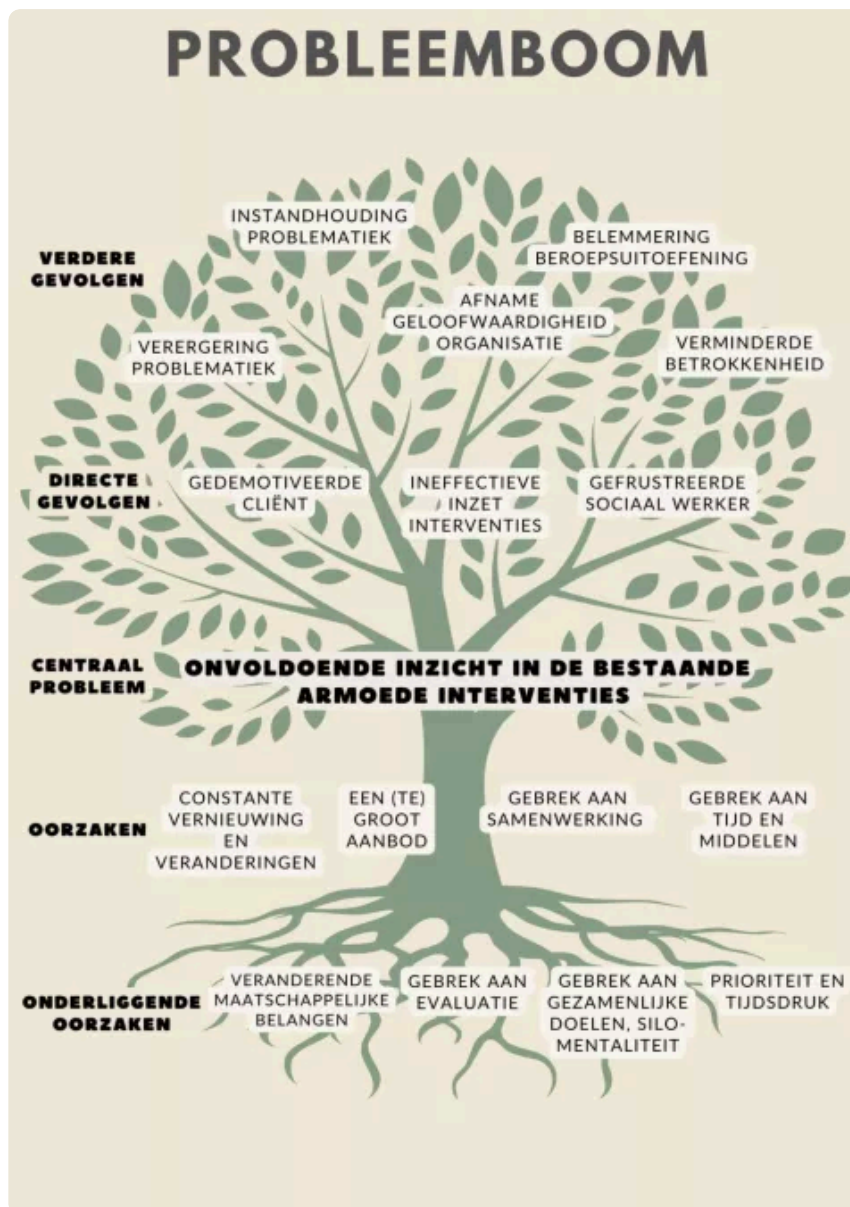 PROBLEEMBOOM
VERDERE
GEVOLGEN
INSTANDHOUDING
PROBLEMATIEK
BELEMMERING
BEROEPSUITOEFENING
AFNAME
GELOOFWAARDIGHEID
ORGANISATIE
VERERGERING
PROBLEMATIEK
VERMINDERDE
BETROKKENHEID
DIRECTE
GEVOLGEN
GEDEMOTIVEERDE
CLIËNT
INEFFECTIEVE
INZET
INTERVENTIES
GEFRUSTREERDE
SOCIAAL WERKER
CENTRAAL
PROBLEEM
ONVOLDOENDE INZICHT IN DE BESTAANDE
ARMOEDE INTERVENTIES
OORZAKEN
CONSTANTE
VERNIEUWING
EN
VERANDERINGEN
EEN (TE)
GROOT
AANBOD
GEBREK AAN
SAMENWERKING
GEBREK AAN
TIJD EN
MIDDELEN
ONDERLIGGENDE
OORZAKEN
VERANDERENDE
MAATSCHAPPELIJKE
BELANGEN
GEBREK AAN
EVALUATIE
GEBREK AAN
GEZAMENLIJKE
DOELEN, SILO-
MENTALITEIT
PRIORITEIT EN
TIJDSDRUK